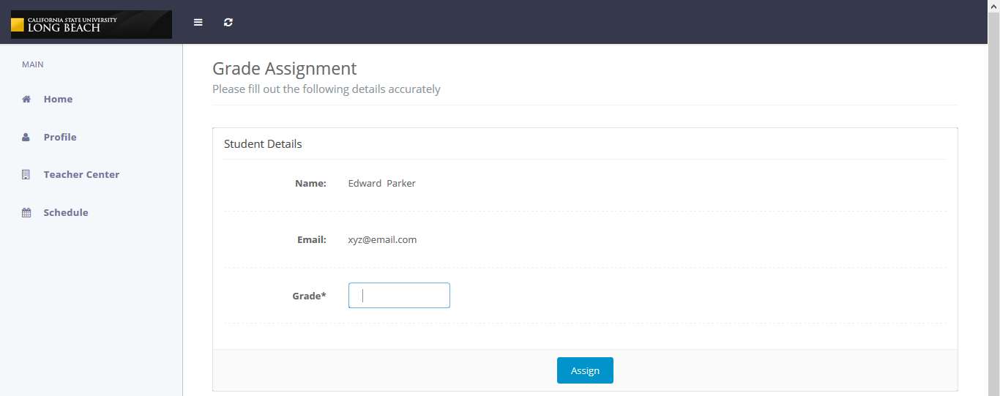 CALIFORNIA STATE UNIVERSITY
LONG BEACH
MAIN
Home
Profile
Teacher Center
Schedule
Grade Assignment
Please fill out the following details accurately
Student Details
Name: Edward Parker
Email: xyz@email.com
Grade*
Assign